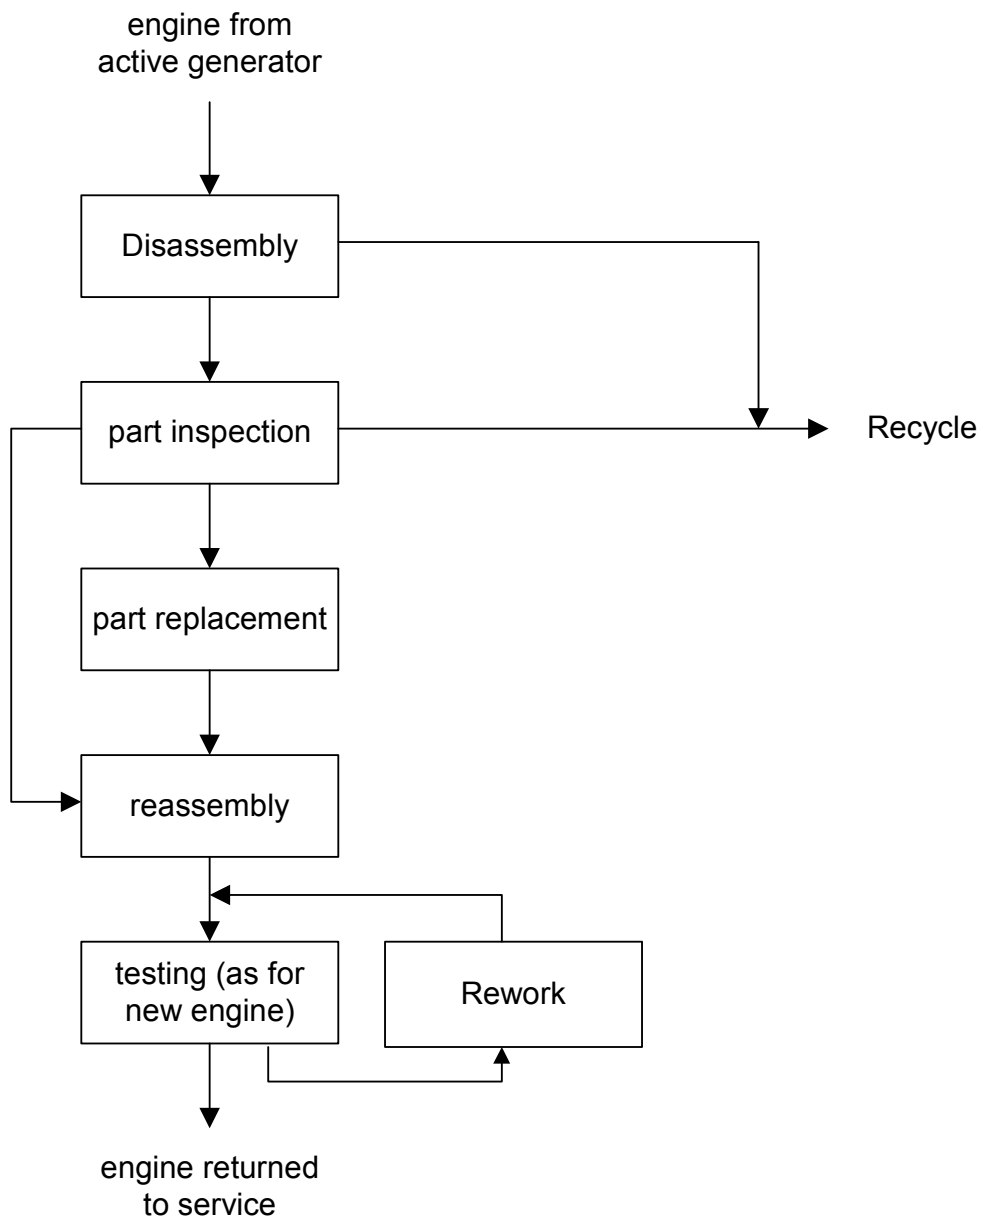 engine from
active generator
Disassembly
part inspection
Recycle
part replacement
reassembly
testing (as for
new engine)
Rework
engine returned
to service